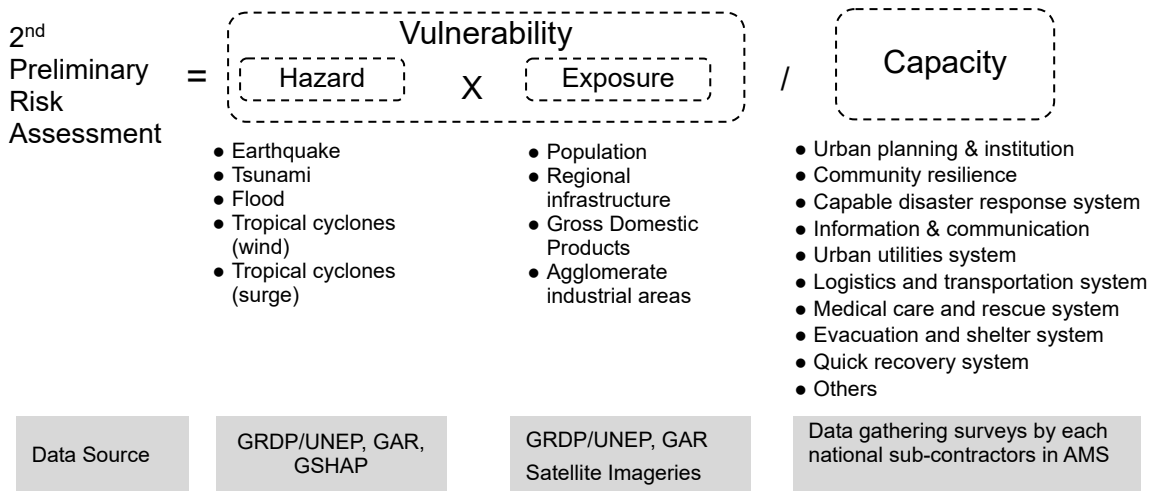 2nd
Preliminary
Risk
Assessment
=
Vulnerability
Hazard
X
Exposure
/
Capacity
● Earthquake
● Tsunami
● Flood
● Tropical cyclones
(wind)
● Tropical cyclones
(surge)
● Population
● Regional
infrastructure
● Gross Domestic
Products
● Agglomerate
industrial areas
● Urban planning & institution
● Community resilience
● Capable disaster response system
● Information & communication
● Urban utilities system
● Logistics and transportation system
● Medical care and rescue system
● Evacuation and shelter system
● Quick recovery system
● Others
Data Source
GRDP/UNEP, GAR,
GSHAP
GRDP/UNEP, GAR
Satellite Imageries
Data gathering surveys by each
national sub-contractors in AMS